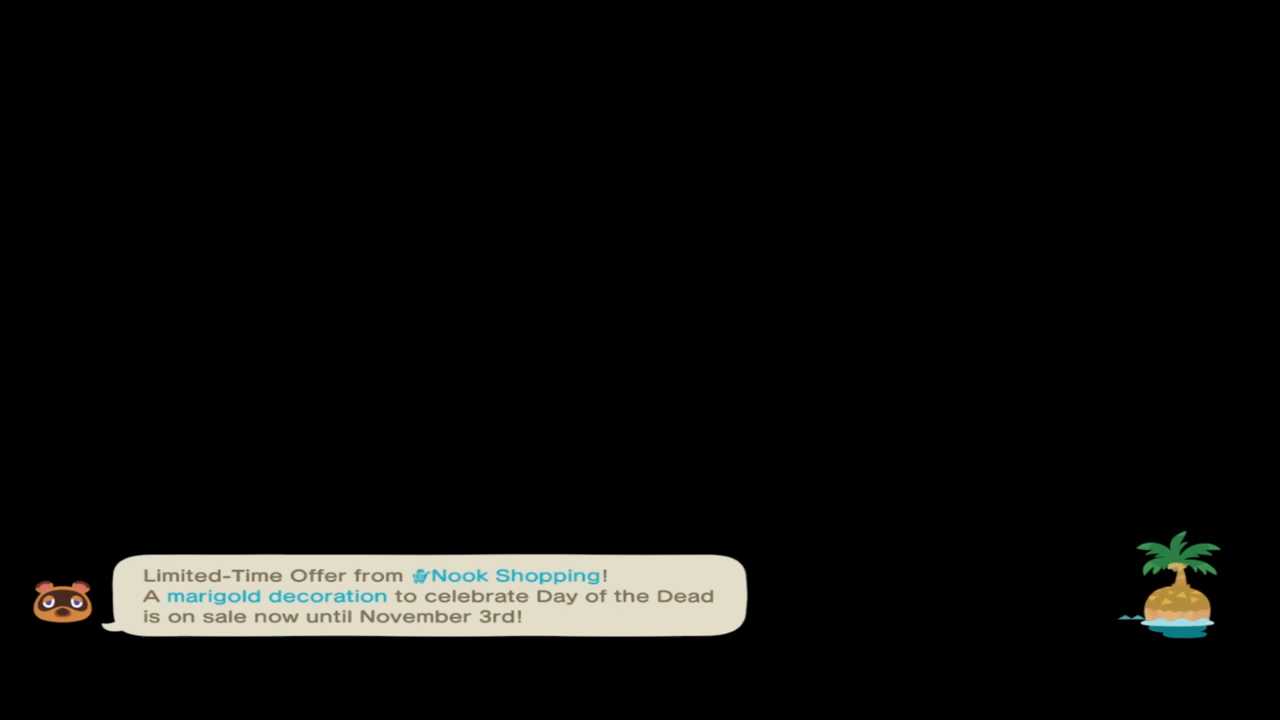 Limited-Time Offer from Nook Shopping!
A marigold decoration to celebrate Day of the Dead
is on sale now until November 3rd!